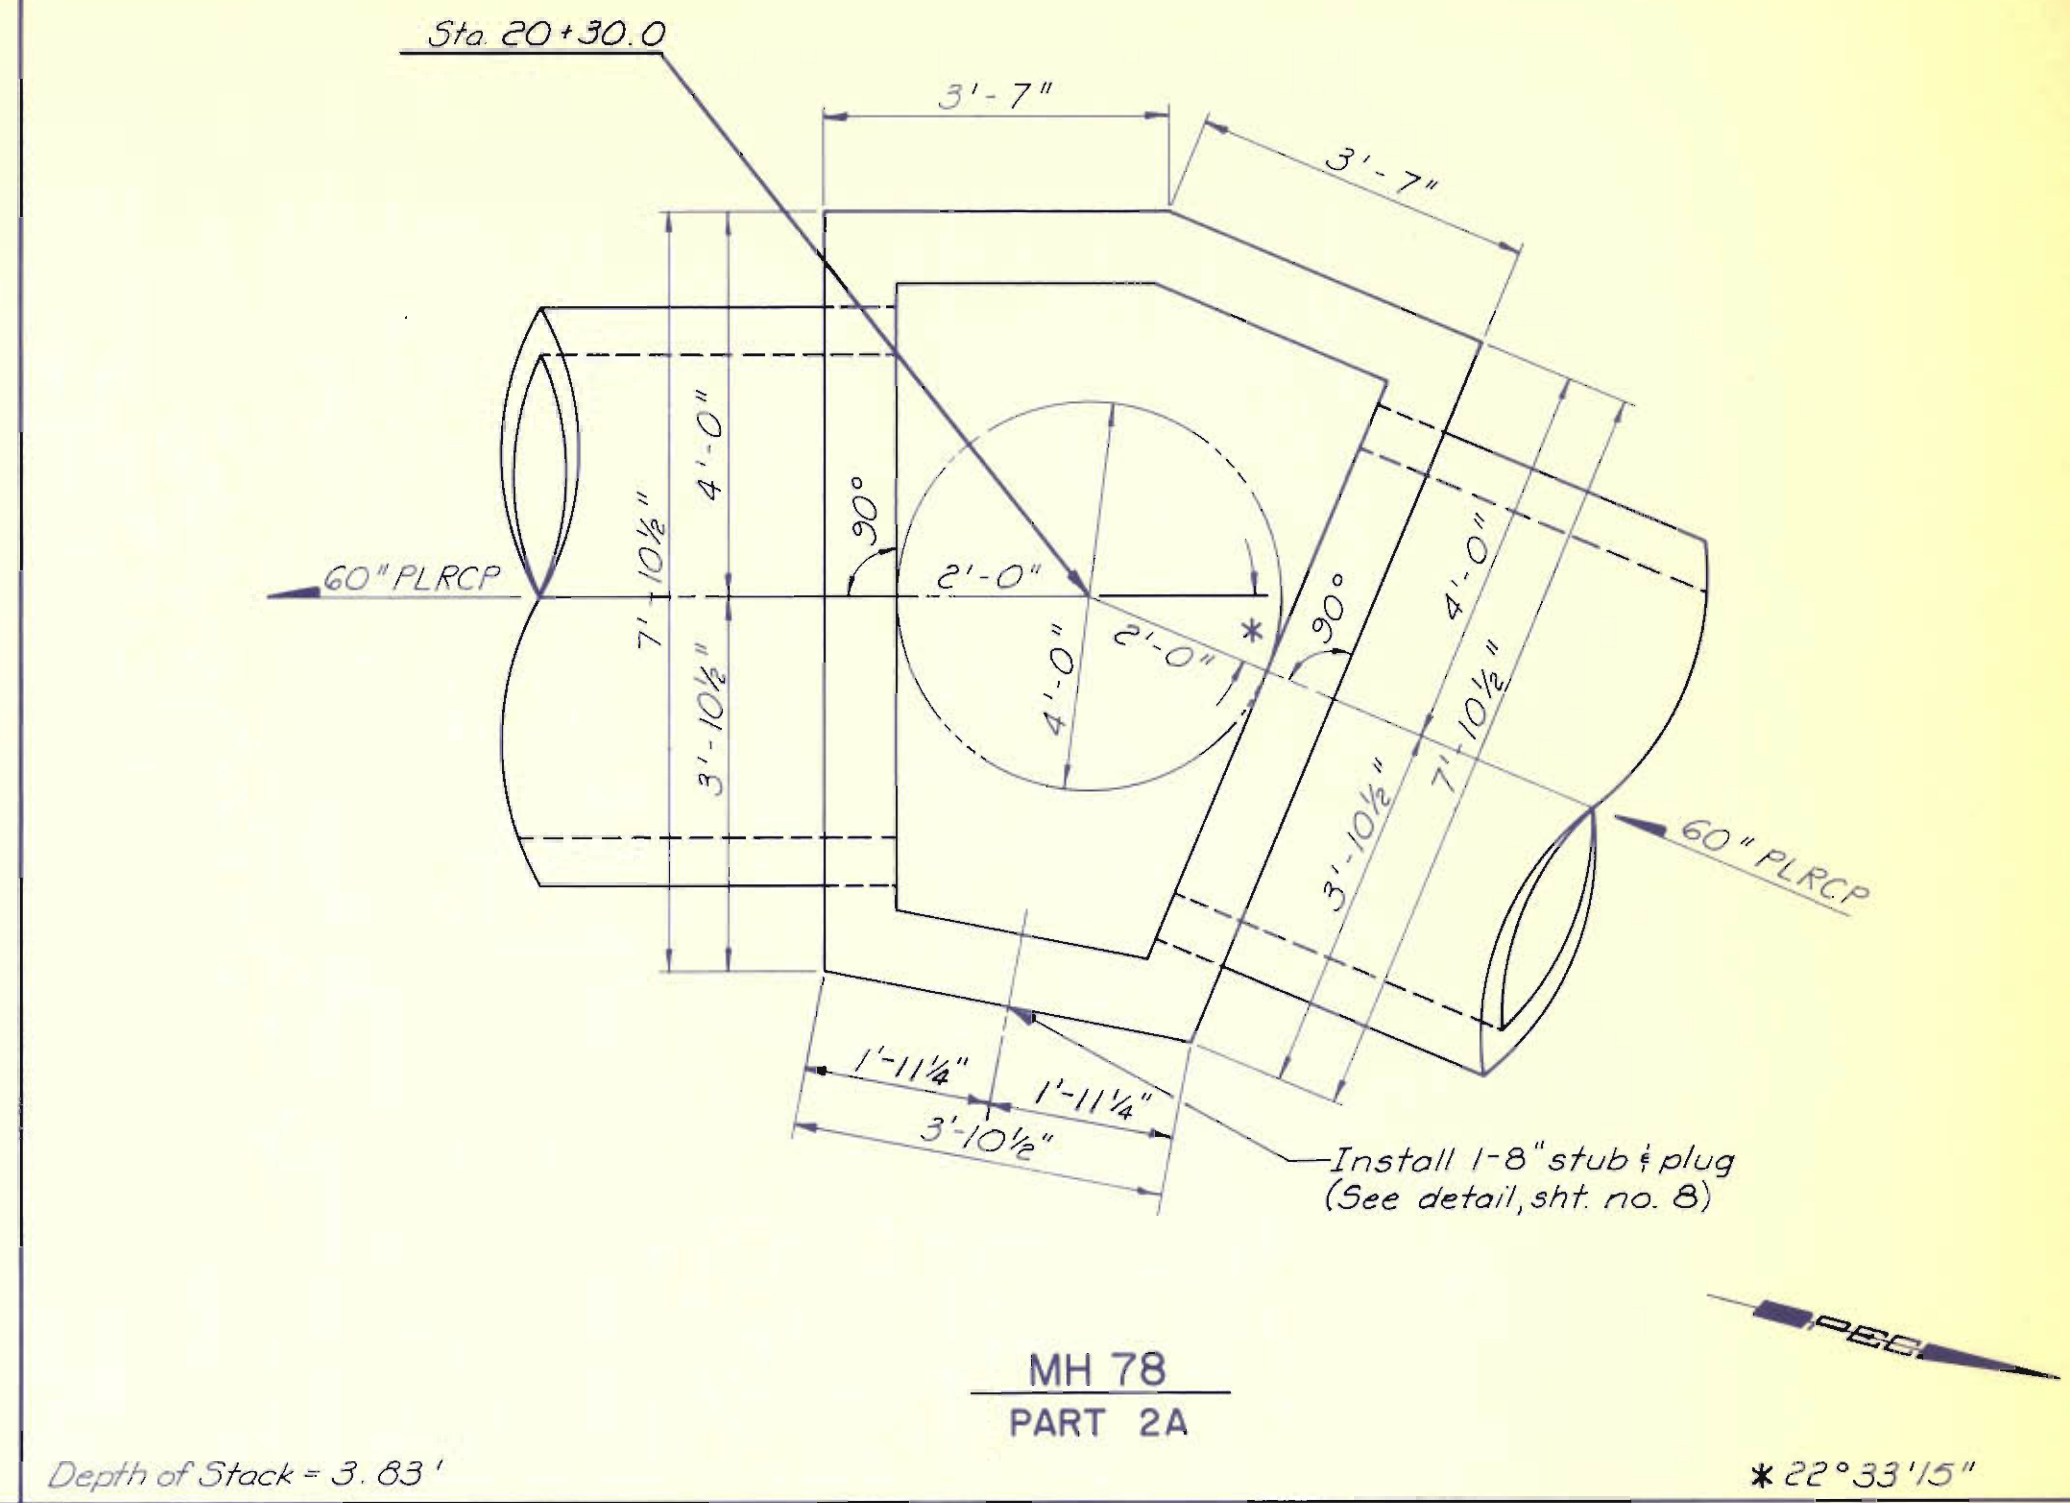 Sta. 20+30.0
3'-7"
3'-7"
4'-0"
7'-10½"
90°
60" PLRCP
2'-0"
3'-10½"
4'-0"
2'-0"
*
90°
4'-0"
7'-10½"
3'-10½"
60" PLRCP
1'-11¼"
1'-11¼"
3'-10½"
Install 1-8" stub & plug
(See detail, sht. no. 8)
MH 78
PART 2A
Depth of Stack = 3.83'
* 22°33'15"